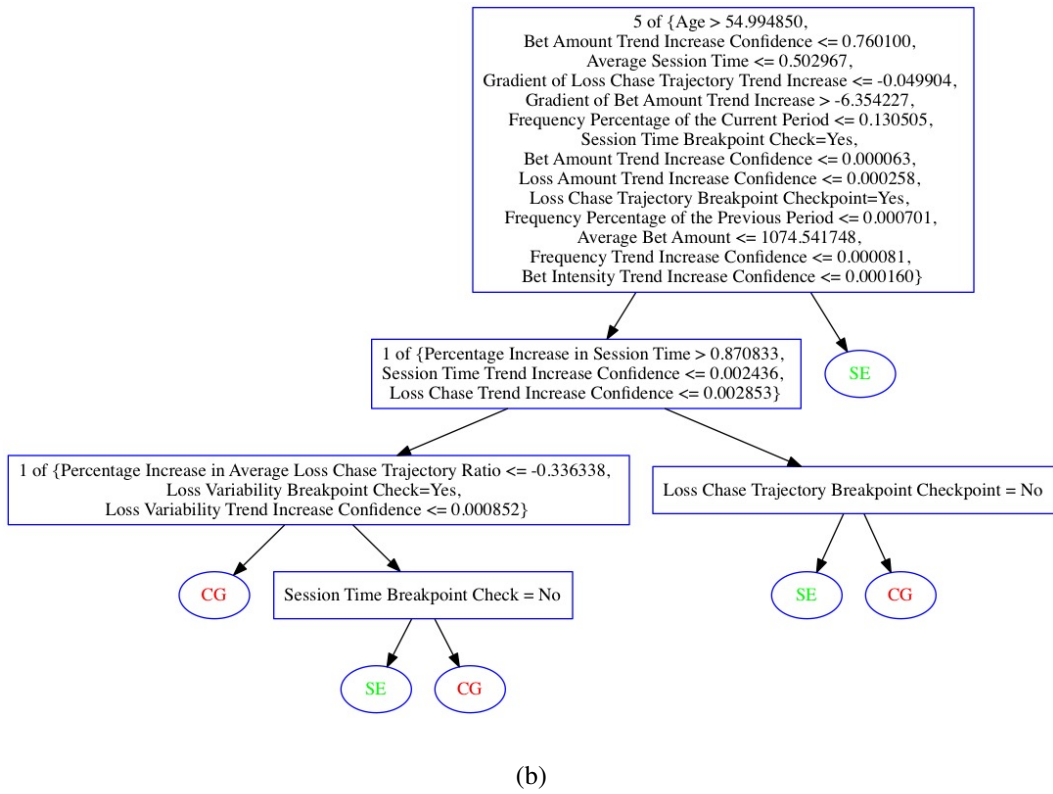 5 of {Age > 54.994850,
Bet Amount Trend Increase Confidence <= 0.760100,
Average Session Time <= 0.502967,
Gradient of Loss Chase Trajectory Trend Increase <= -0.049904,
Gradient of Bet Amount Trend Increase > -6.354227,
Frequency Percentage of the Current Period <= 0.130505,
Session Time Breakpoint Check=Yes,
Bet Amount Trend Increase Confidence <= 0.000063,
Loss Amount Trend Increase Confidence <= 0.000258,
Loss Chase Trajectory Breakpoint Checkpoint=Yes,
Frequency Percentage of the Previous Period <= 0.000701,
Average Bet Amount <= 1074.541748,
Frequency Trend Increase Confidence <= 0.000081,
Bet Intensity Trend Increase Confidence <= 0.000160}
1 of {Percentage Increase in Session Time > 0.870833,
Session Time Trend Increase Confidence <= 0.002436,
Loss Chase Trend Increase Confidence <= 0.002853}
SE
1 of {Percentage Increase in Average Loss Chase Trajectory Ratio <= -0.336338,
Loss Variability Breakpoint Check=Yes,
Loss Variability Trend Increase Confidence <= 0.000852}
Loss Chase Trajectory Breakpoint Checkpoint = No
CG
Session Time Breakpoint Check = No
SE
CG
SE
CG
(b)